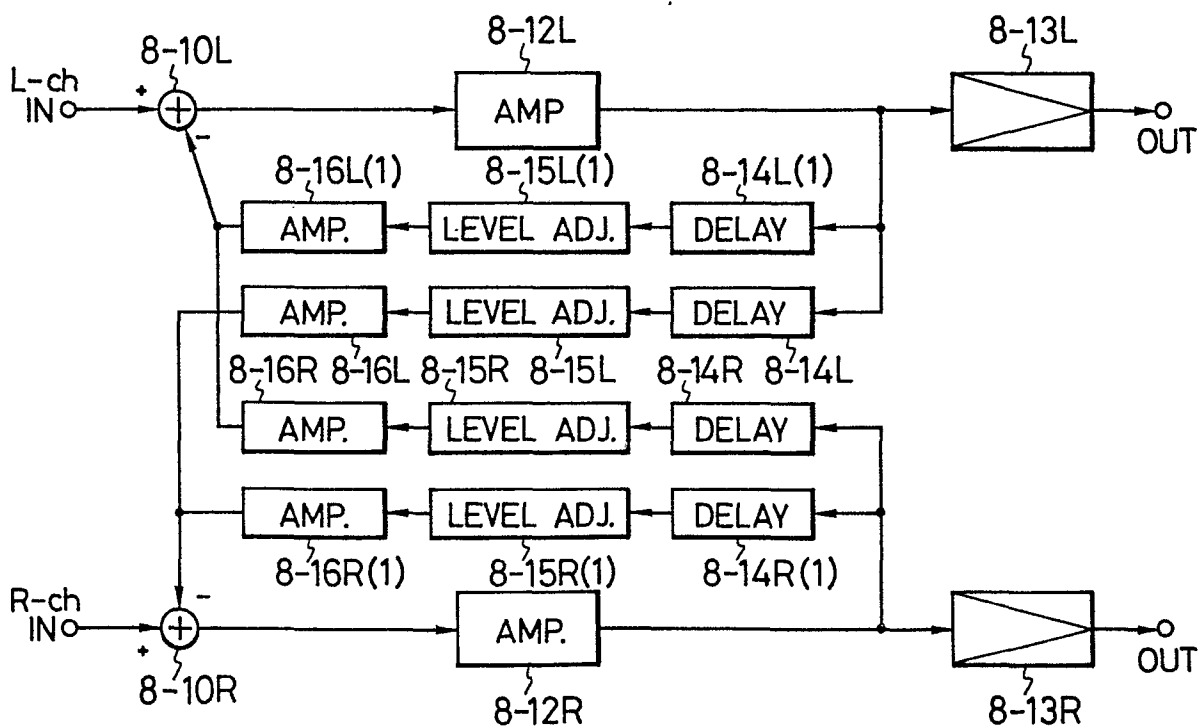 8-12L
8-13L
8-10L
L-ch
IN
+
-
AMP
OUT
8-16L(1)
8-15L(1)
8-14L(1)
AMP.
LEVEL ADJ.
DELAY
AMP.
LEVEL ADJ.
DELAY
8-16R
8-16L
8-15R
8-15L
8-14R
8-14L
AMP.
LEVEL ADJ.
DELAY
AMP.
LEVEL ADJ.
DELAY
8-16R(1)
8-15R(1)
8-14R(1)
R-ch
IN
-
+
AMP.
OUT
8-10R
8-12R
8-13R